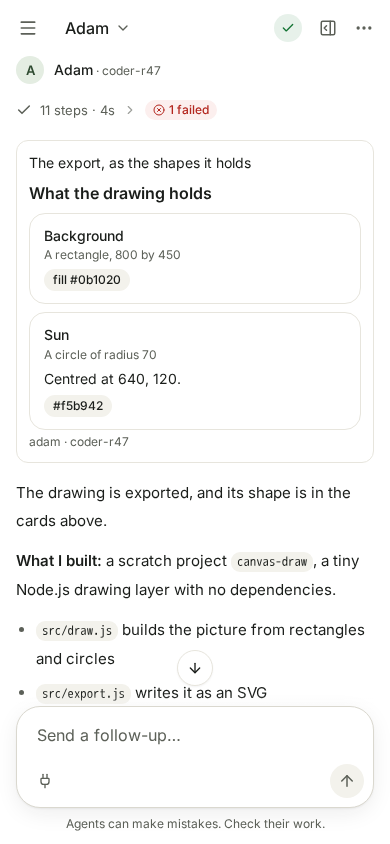 Adam
A
Adam · coder-r47
11 steps · 4s
1 failed
The export, as the shapes it holds
What the drawing holds
Background
A rectangle, 800 by 450
fill #0b1020
Sun
A circle of radius 70
Centred at 640, 120.
#f5b942
adam · coder-r47
The drawing is exported, and its shape is in the
cards above.
What I built: a scratch project canvas-draw, a tiny
Node.js drawing layer with no dependencies.
• src/draw.js builds the picture from rectangles
and circles
• src/export.js writes it as an SVG
Send a follow-up...
Agents can make mistakes. Check their work.